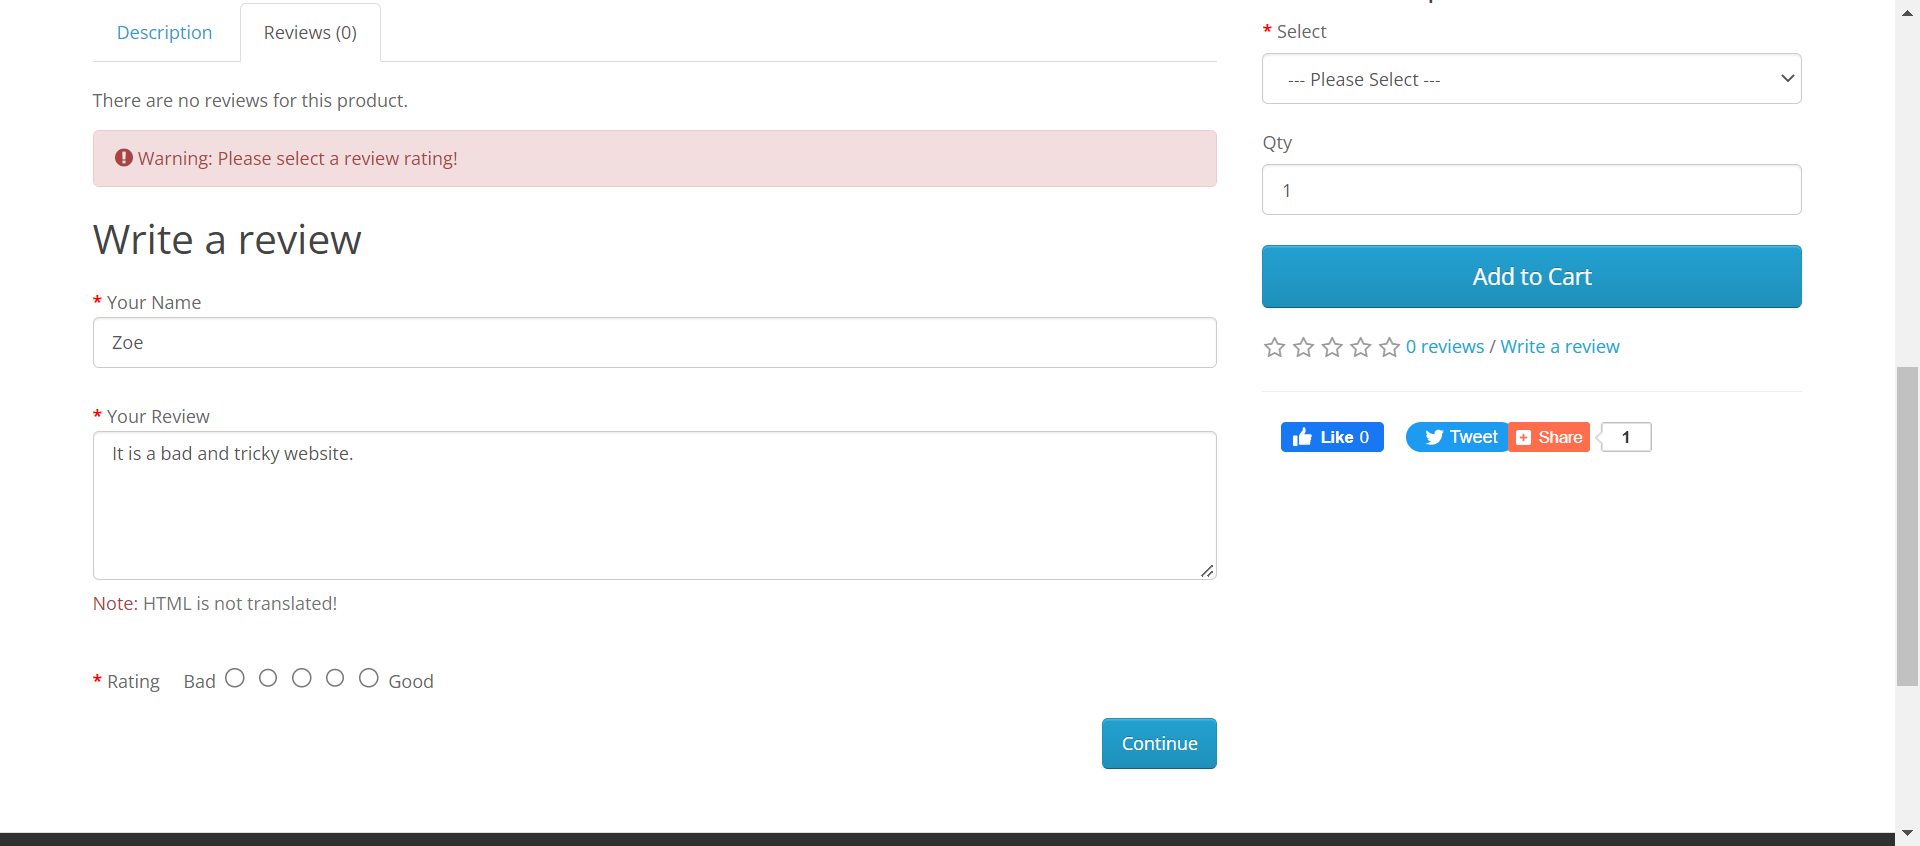 Description
Reviews (0)
There are no reviews for this product.
Warning: Please select a review rating!
Write a review
* Your Name
Zoe
* Your Review
It is a bad and tricky website.
Note: HTML is not translated!
* Rating Bad Good
Continue
* Select
--- Please Select ---
Qty
1
Add to Cart
0 reviews / Write a review
Like 0
Tweet
Share
1